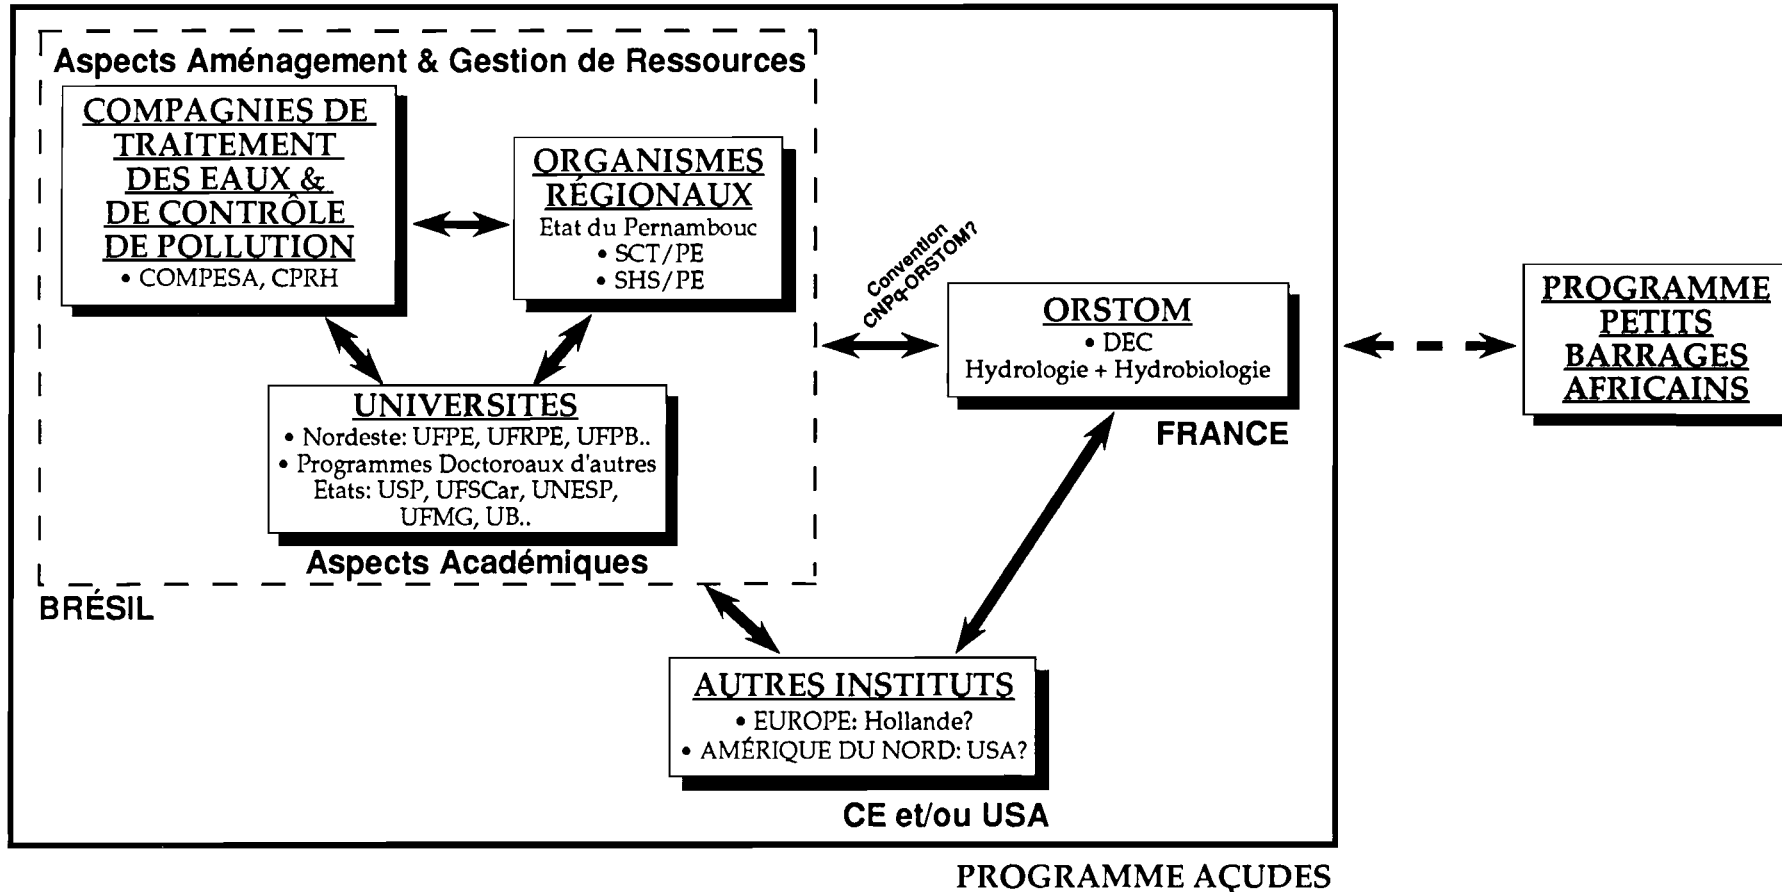 Aspects Aménagement & Gestion de Ressources
COMPAGNIES DE
TRAITEMENT
DES EAUX &
DE CONTRÔLE
DE POLLUTION
• COMPESA, CPRH
ORGANISMES
RÉGIONAUX
Etat du Pernambouc
• SCT/PE
• SHS/PE
UNIVERSITES
• Nordeste: UFPE, UFRPE, UFPB..
• Programmes Doctoroaux d'autres
Etats: USP, UFSCar, UNESP,
UFMG, UB..
Aspects Académiques
BRÉSIL
Convention
CNPq-ORSTOM?
ORSTOM
• DEC
Hydrologie + Hydrobiologie
FRANCE
PROGRAMME
PETITS
BARRAGES
AFRICAINS
AUTRES INSTITUTS
• EUROPE: Hollande?
• AMÉRIQUE DU NORD: USA?
CE et/ou USA
PROGRAMME AÇUDES